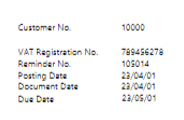 Customer No. 10000
VAT Registration No. 789456278
Reminder No. 105014
Posting Date 23/04/01
Document Date 23/04/01
Due Date 23/05/01